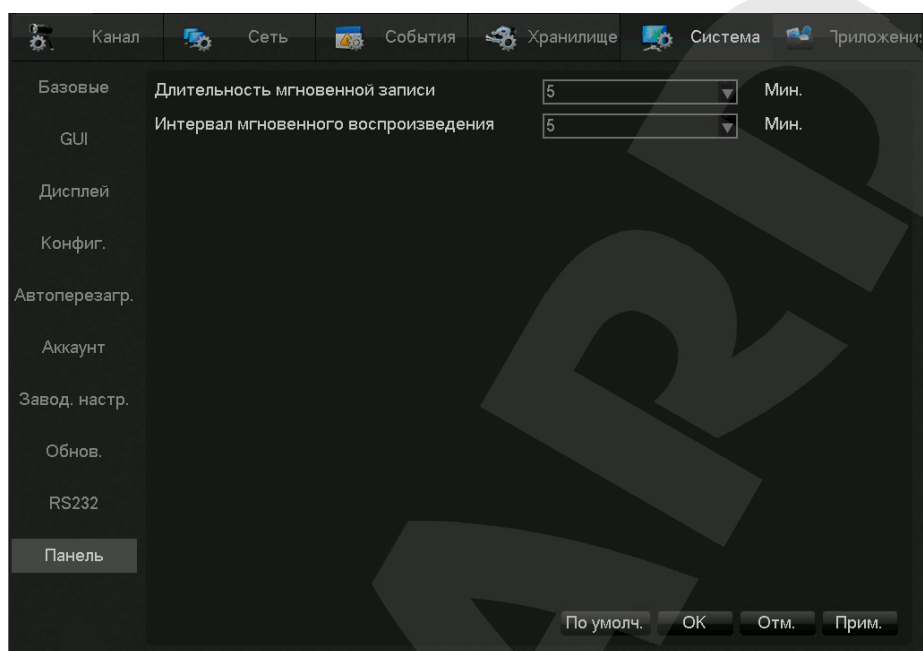 Канал Сеть События Хранилище Система Приложени
Базовые
GUI
Дисплей
Конфиг.
Автоперезагр.
Аккаунт
Завод. настр.
Обнов.
RS232
Панель
Длительность мгновенной записи 5 Мин.
Интервал мгновенного воспроизведения 5 Мин.
По умолч. OK Отм. Прим.